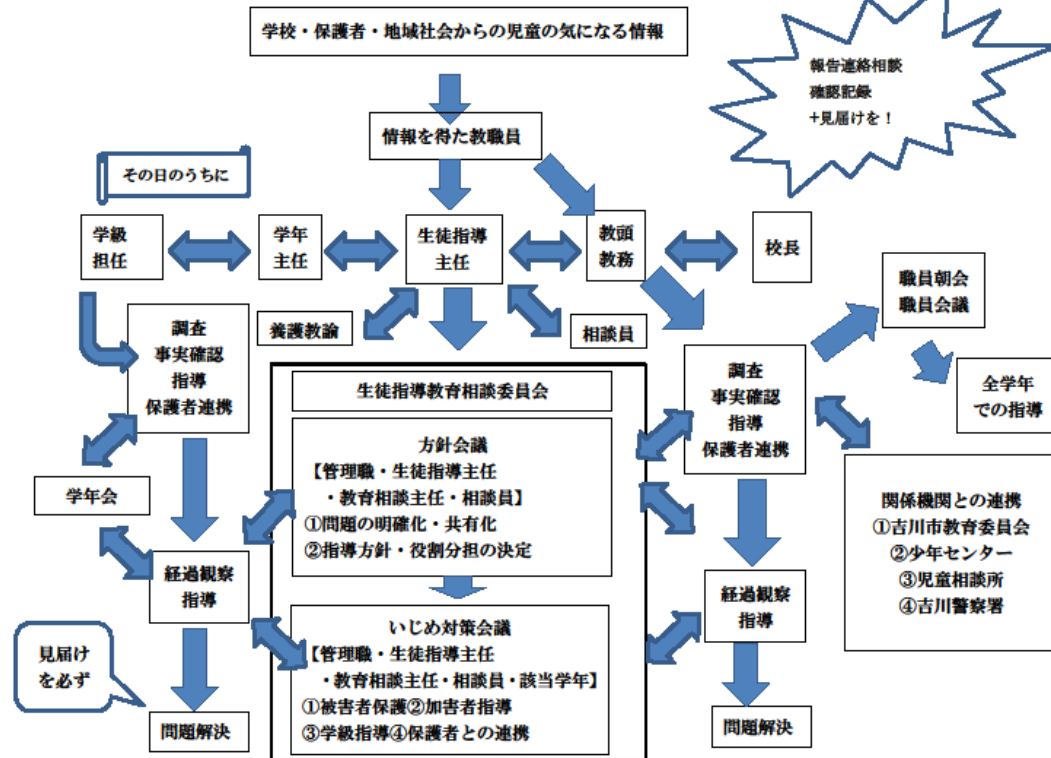 学校・保護者・地域社会からの児童の気になる情報
報告連絡相談
確認記録
+見届けを！
情報を得た教職員
その日のうちに
学級
担任
学年
主任
生徒指導
主任
教頭
教務
校長
職員朝会
職員会議
養護教諭
相談員
調査
事実確認
指導
保護者連携
生徒指導教育相談委員会
調査
事実確認
指導
保護者連携
全学年
での指導
方針会議
【管理職・生徒指導主任
・教育相談主任・相談員】
①問題の明確化・共有化
②指導方針・役割分担の決定
学年会
関係機関との連携
①吉川市教育委員会
②少年センター
③児童相談所
④吉川警察署
経過観察
指導
経過観察
指導
いじめ対策会議
【管理職・生徒指導主任
・教育相談主任・相談員・該当学年】
①被害者保護②加害者指導
③学級指導④保護者との連携
見届け
を必ず
問題解決
問題解決